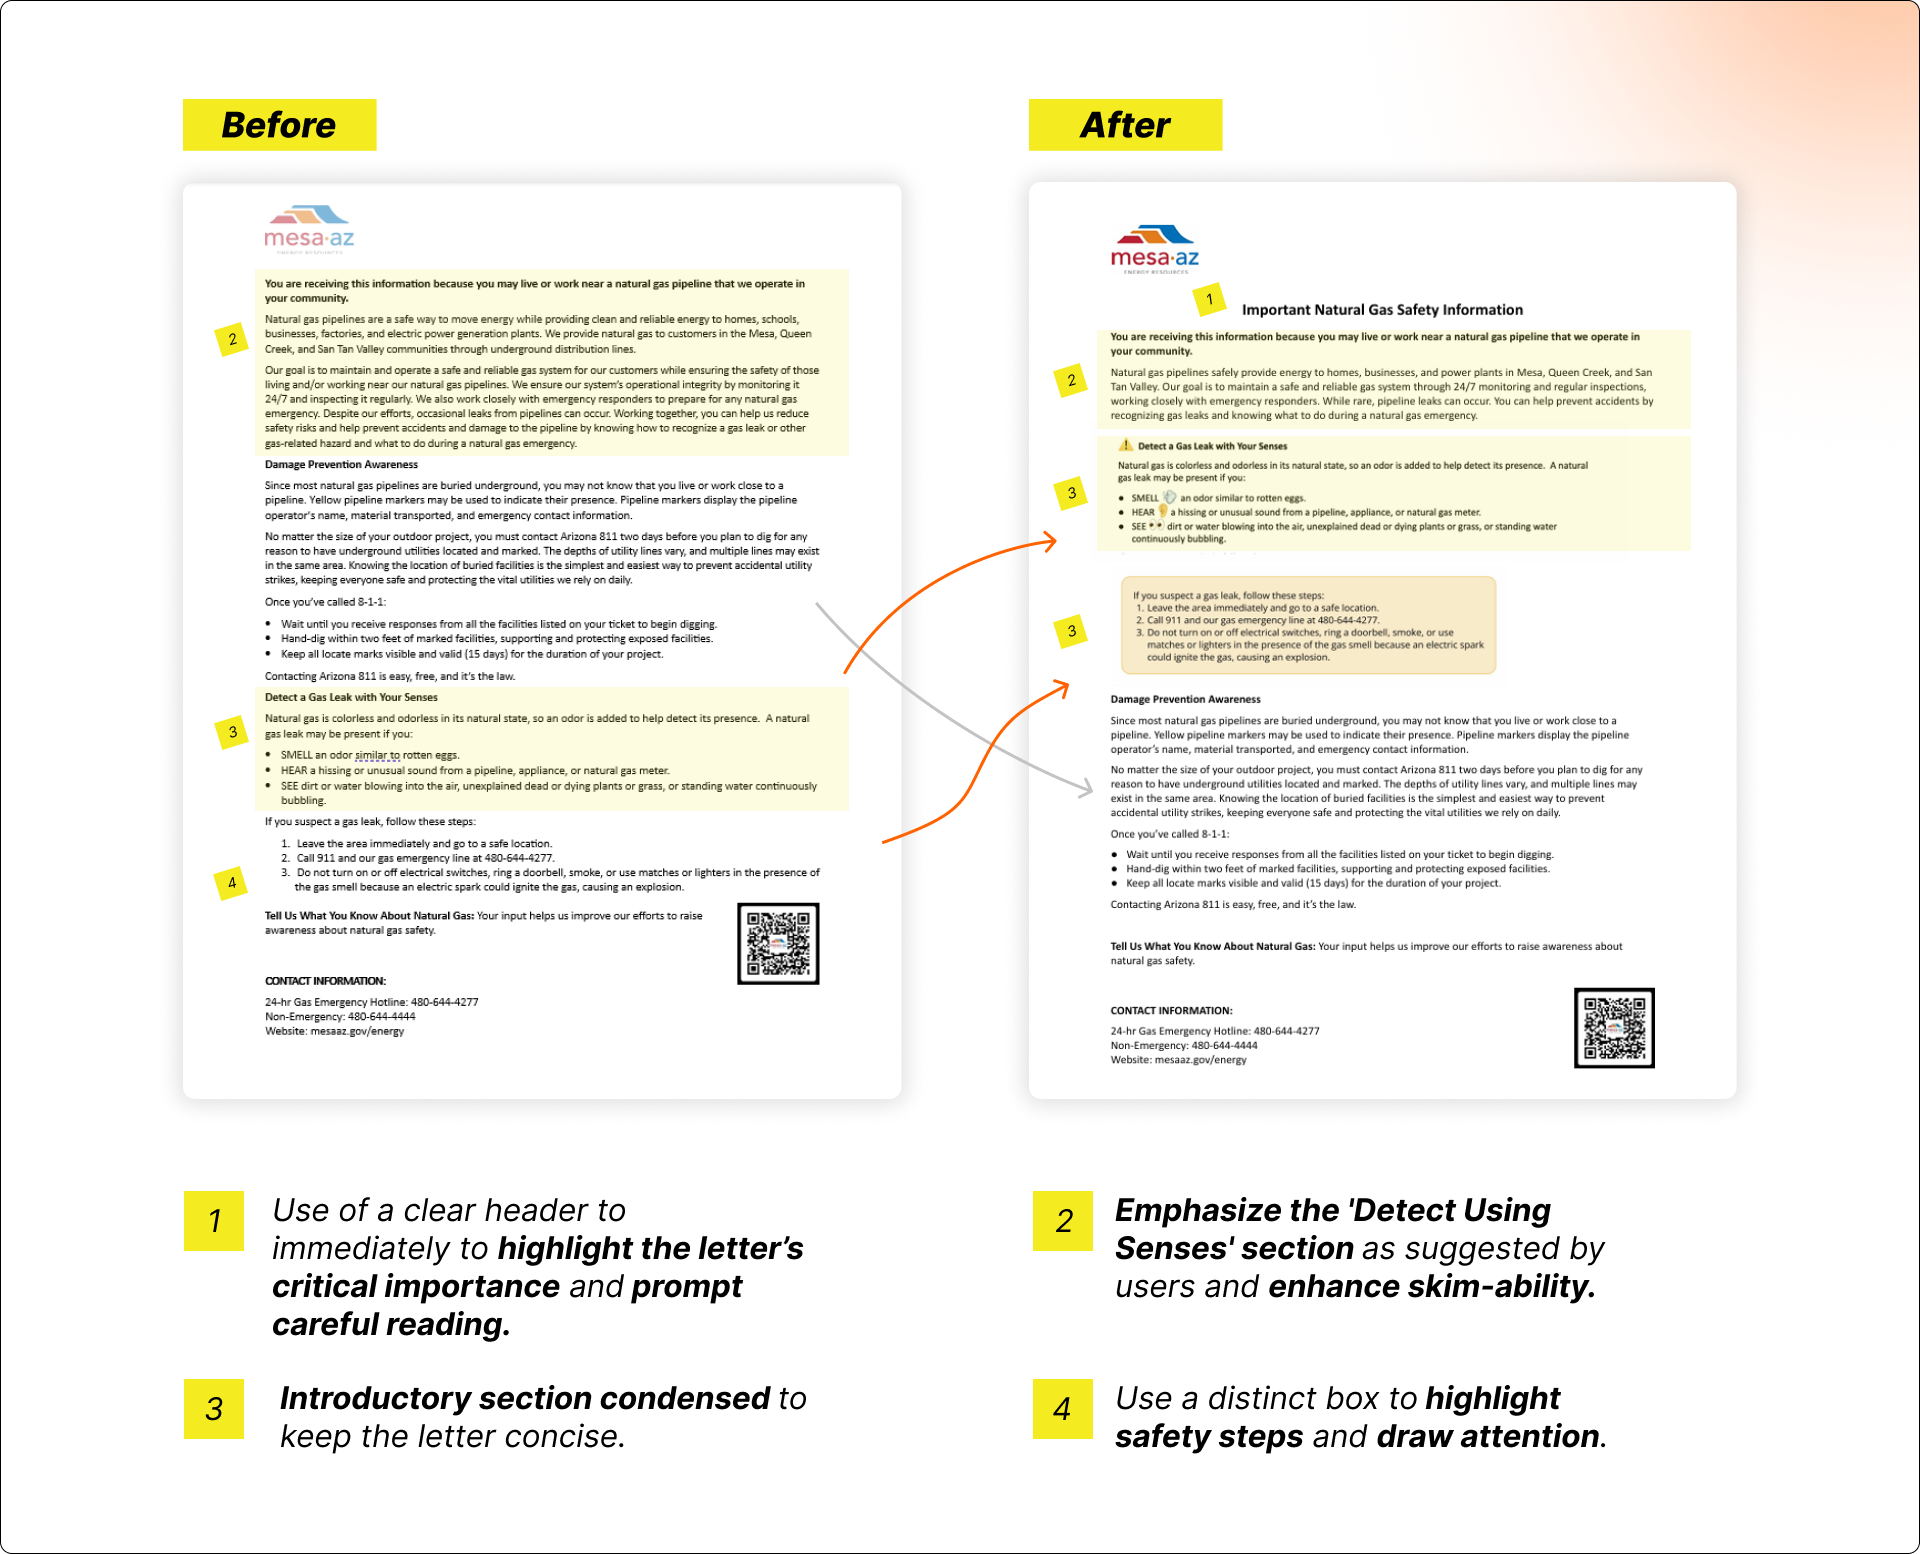 Before
mesa·az
ENERGY RESOURCES
You are receiving this information because you may live or work near a natural gas pipeline that we operate in
your community.
2
Natural gas pipelines are a safe way to move energy while providing clean and reliable energy to homes, schools,
businesses, factories, and electric power generation plants. We provide natural gas to customers in the Mesa, Queen
Creek, and San Tan Valley communities through underground distribution lines.
Our goal is to maintain and operate a safe and reliable gas system for our customers while ensuring the safety of those
living and/or working near our natural gas pipelines. We ensure our system's operational integrity by monitoring it
24/7 and inspecting it regularly. We also work closely with emergency responders to prepare for any natural gas
emergency. Despite our efforts, occasional leaks from pipelines can occur. Working together, you can help us reduce
safety risks and help prevent accidents and damage to the pipeline by knowing how to recognize a gas leak or other
gas-related hazard and what to do during a natural gas emergency.
Damage Prevention Awareness
Since most natural gas pipelines are buried underground, you may not know that you live or work close to a
pipeline. Yellow pipeline markers may be used to indicate their presence. Pipeline markers display the pipeline
operator's name, material transported, and emergency contact information.
No matter the size of your outdoor project, you must contact Arizona 811 two days before you plan to dig for any
reason to have underground utilities located and marked. The depths of utility lines vary, and multiple lines may exist
in the same area. Knowing the location of buried facilities is the simplest and easiest way to prevent accidental utility
strikes, keeping everyone safe and protecting the vital utilities we rely on daily.
Once you've called 8-1-1:
• Wait until you receive responses from all the facilities listed on your ticket to begin digging.
• Hand-dig within two feet of marked facilities, supporting and protecting exposed facilities.
• Keep all locate marks visible and valid (15 days) for the duration of your project.
Contacting Arizona 811 is easy, free, and it's the law.
Detect a Gas Leak with Your Senses
3
Natural gas is colorless and odorless in its natural state, so an odor is added to help detect its presence. A natural
gas leak may be present if you:
• SMELL an odor similar to rotten eggs.
• HEAR a hissing or unusual sound from a pipeline, appliance, or natural gas meter.
• SEE dirt or water blowing into the air, unexplained dead or dying plants or grass, or standing water continuously
bubbling.
If you suspect a gas leak, follow these steps:
1. Leave the area immediately and go to a safe location.
2. Call 911 and our gas emergency line at 480-644-4277.
3. Do not turn on or off electrical switches, ring a doorbell, smoke, or use matches or lighters in the presence of
the gas smell because an electric spark could ignite the gas, causing an explosion.
4
Tell Us What You Know About Natural Gas: Your input helps us improve our efforts to raise
awareness about natural gas safety.
mesa·az
CONTACT INFORMATION:
24-hr Gas Emergency Hotline: 480-644-4277
Non-Emergency: 480-644-4444
Website: mesaaz.gov/energy
After
mesa·az
ENERGY RESOURCES
1
Important Natural Gas Safety Information
You are receiving this information because you may live or work near a natural gas pipeline that we operate in
your community.
2
Natural gas pipelines safely provide energy to homes, businesses, and power plants in Mesa, Queen Creek, and San
Tan Valley. Our goal is to maintain a safe and reliable gas system through 24/7 monitoring and regular inspections,
working closely with emergency responders. While rare, pipeline leaks can occur. You can help prevent accidents by
recognizing gas leaks and knowing what to do during a natural gas emergency.
Detect a Gas Leak with Your Senses
Natural gas is colorless and odorless in its natural state, so an odor is added to help detect its presence. A natural
gas leak may be present if you:
3
• SMELL an odor similar to rotten eggs.
• HEAR a hissing or unusual sound from a pipeline, appliance, or natural gas meter.
• SEE dirt or water blowing into the air, unexplained dead or dying plants or grass, or standing water
continuously bubbling.
If you suspect a gas leak, follow these steps:
1. Leave the area immediately and go to a safe location.
2. Call 911 and our gas emergency line at 480-644-4277.
3
3. Do not turn on or off electrical switches, ring a doorbell, smoke, or use
matches or lighters in the presence of the gas smell because an electric spark
could ignite the gas, causing an explosion.
Damage Prevention Awareness
Since most natural gas pipelines are buried underground, you may not know that you live or work close to a
pipeline. Yellow pipeline markers may be used to indicate their presence. Pipeline markers display the pipeline
operator's name, material transported, and emergency contact information.
No matter the size of your outdoor project, you must contact Arizona 811 two days before you plan to dig for any
reason to have underground utilities located and marked. The depths of utility lines vary, and multiple lines may
exist in the same area. Knowing the location of buried facilities is the simplest and easiest way to prevent
accidental utility strikes, keeping everyone safe and protecting the vital utilities we rely on daily.
Once you've called 8-1-1:
• Wait until you receive responses from all the facilities listed on your ticket to begin digging.
• Hand-dig within two feet of marked facilities, supporting and protecting exposed facilities.
• Keep all locate marks visible and valid (15 days) for the duration of your project.
Contacting Arizona 811 is easy, free, and it's the law.
Tell Us What You Know About Natural Gas: Your input helps us improve our efforts to raise awareness about
natural gas safety.
CONTACT INFORMATION:
24-hr Gas Emergency Hotline: 480-644-4277
Non-Emergency: 480-644-4444
Website: mesaaz.gov/energy
mesa·az
1
Use of a clear header to
immediately to highlight the letter's
critical importance and prompt
careful reading.
2
Emphasize the 'Detect Using
Senses' section as suggested by
users and enhance skim-ability.
3
Introductory section condensed to
keep the letter concise.
4
Use a distinct box to highlight
safety steps and draw attention.